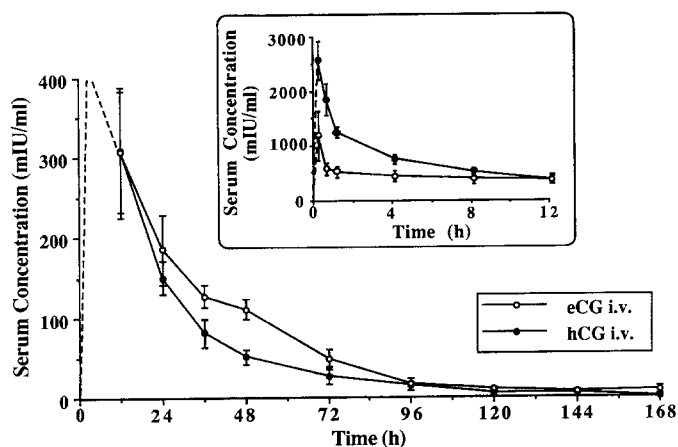 Serum Concentration (mIU/ml)
400
300
200
100
0
0 24 48 72 96 120 144 168
Time (h)
Serum Concentration
(mIU/ml)
3000
2000
1000
0
0 4 8 12
Time (h)
eCG i.v.
hCG i.v.